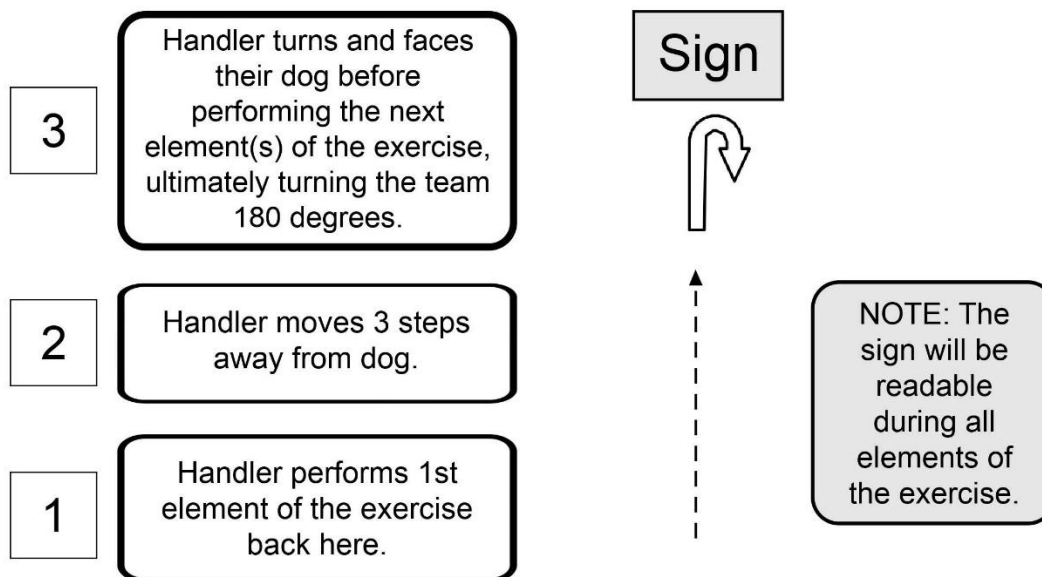 3
Handler turns and faces
their dog before
performing the next
element(s) of the exercise,
ultimately turning the team
180 degrees.
Sign
2
Handler moves 3 steps
away from dog.
1
Handler performs 1st
element of the exercise
back here.
NOTE: The
sign will be
readable
during all
elements of
the exercise.